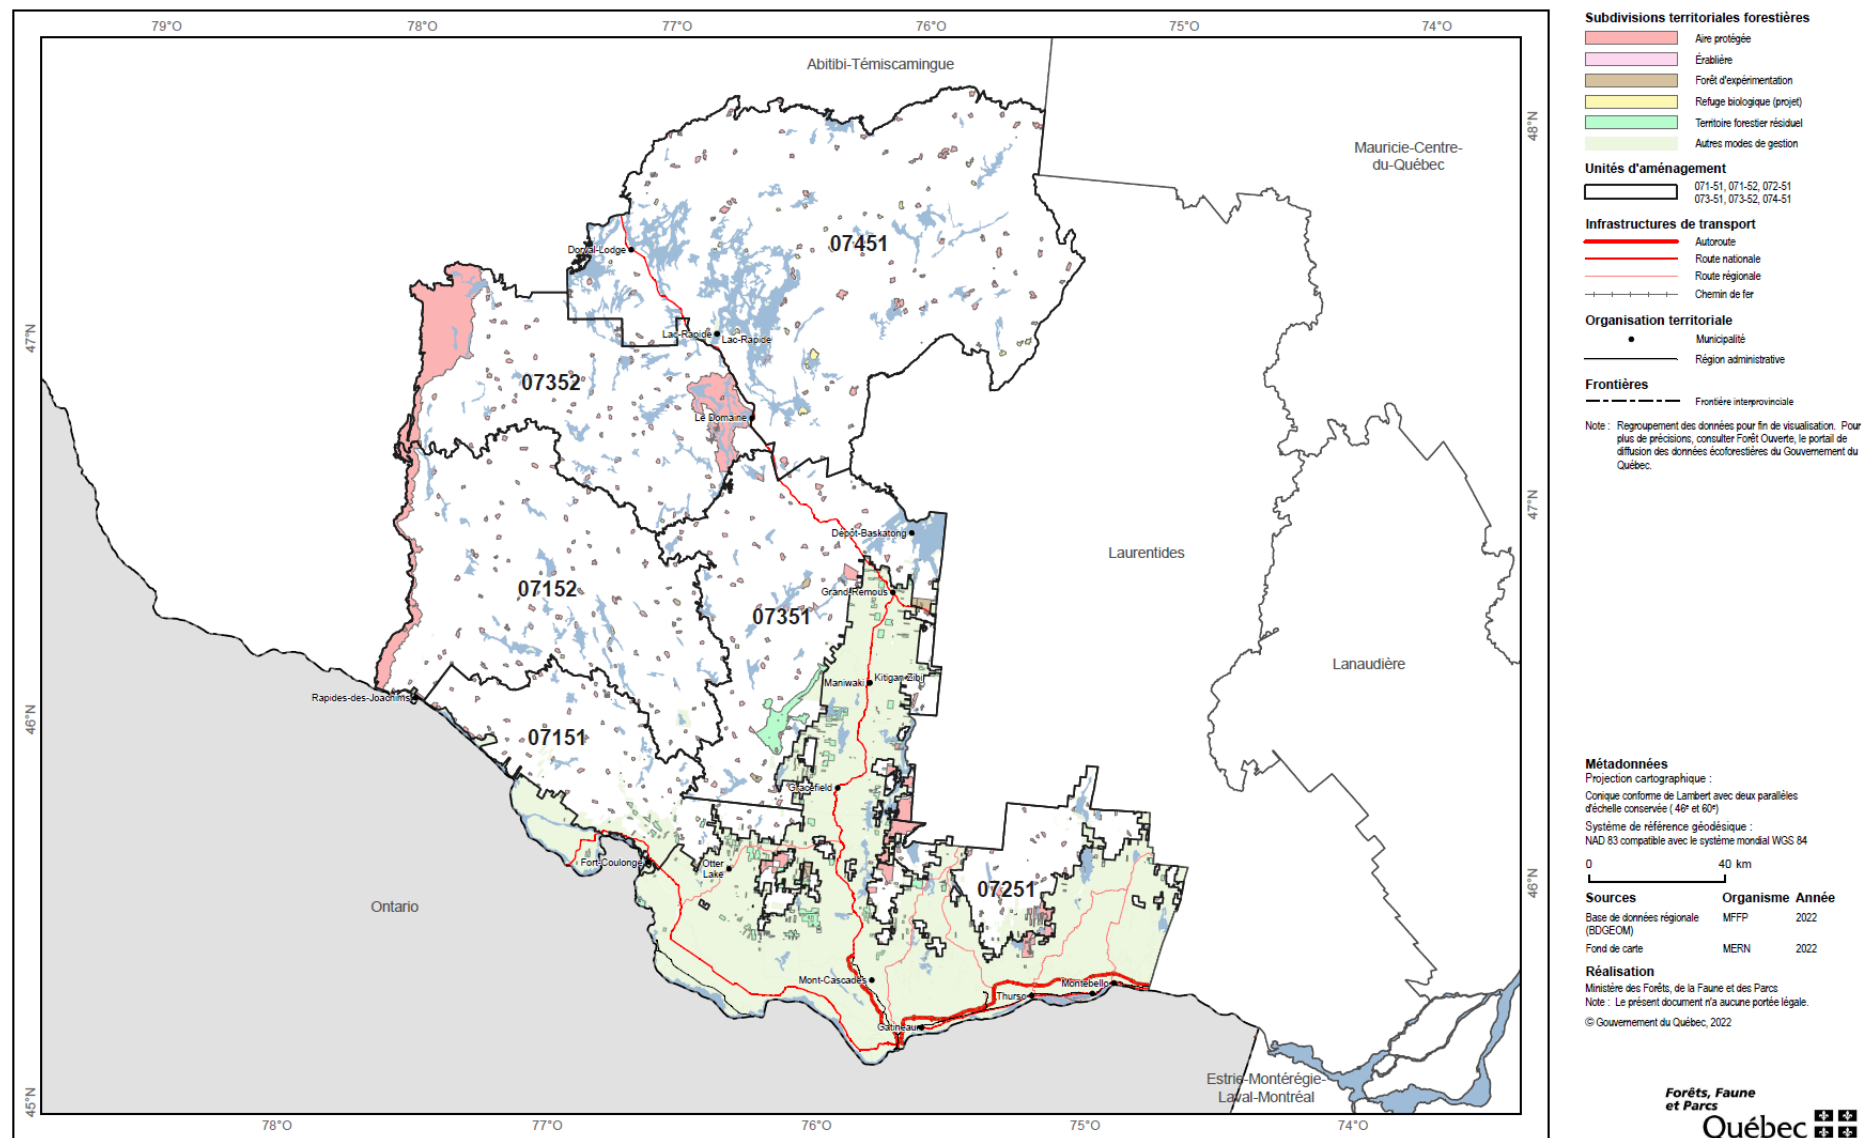 79°O
78°O
77°O
76°O
75°O
74°O
Abitibi-Témiscamingue
48°N
Mauricie-Centre-
du-Québec
07451
Dorval-Lodge
Lac-Rapide
Lac-Rapide
47°N
07352
Le Domaine
47°N
Dépôt-Baskatong
Laurentides
07152
Grand-Remous
07351
Lanaudière
Maniwaki
Kitigan Zibi
Rapides-des-Joachims
46°N
07151
Gracefield
Fort-Coulonge
Otter
Lake
07251
46°N
Ontario
Mont-Cascades
Thurso
Montebello
Gatineau
Estrie-Montérégie-
Laval-Montréal
45°N
78°O
77°O
76°O
75°O
74°O
Subdivisions territoriales forestières
Aire protégée
Érablière
Forêt d'expérimentation
Refuge biologique (projet)
Territoire forestier résiduel
Autres modes de gestion
Unités d'aménagement
071-51, 071-52, 072-51
073-51, 073-52, 074-51
Infrastructures de transport
Autoroute
Route nationale
Route régionale
Chemin de fer
Organisation territoriale
Municipalité
Région administrative
Frontières
Frontière interprovinciale
Note : Regroupement des données pour fin de visualisation. Pour
plus de précisions, consulter Forêt Ouverte, le portail de
diffusion des données écoforestières du Gouvernement du
Québec.
Métadonnées
Projection cartographique :
Conique conforme de Lambert avec deux parallèles
d'échelle conservée ( 46e et 60e)
Système de référence géodésique :
NAD 83 compatible avec le système mondial WGS 84
0 40 km
Sources Organisme Année
Base de données régionale MFFP 2022
(BDGEOM)
Fond de carte MERN 2022
Réalisation
Ministère des Forêts, de la Faune et des Parcs
Note : Le présent document n'a aucune portée légale.
© Gouvernement du Québec, 2022
Forêts, Faune
et Parcs
Québec